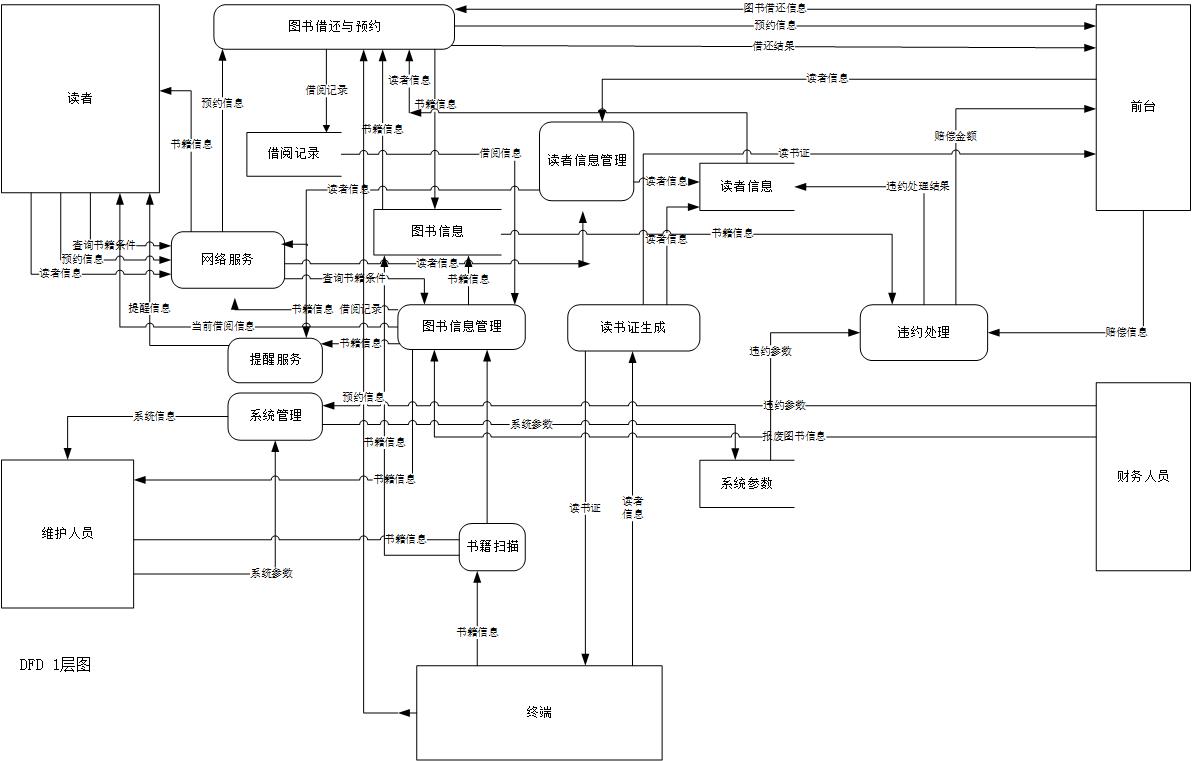 图书借还信息
图书借还与预约
预约信息
借还结果
读者信息
读者信息
借阅记录
读者
预约信息
书籍信息
前台
书籍信息
赔偿金额
书籍信息
借阅记录
借阅信息
读者信息管理
读书证
读者信息
读者信息
读者信息
违约处理结果
图书信息
书籍信息
读者信息
查询书籍条件
预约信息
读者信息
网络服务
读者信息
查询书籍条件
书籍信息
提醒信息
书籍信息
借阅记录
当前借阅信息
图书信息管理
读书证生成
违约处理
赔偿信息
书籍信息
提醒服务
违约参数
预约信息
违约参数
系统信息
系统管理
系统参数
书籍信息
报废图书信息
书籍信息
系统参数
财务人员
读书证
读者
信息
维护人员
书籍信息
书籍扫描
系统参数
书籍信息
DFD 1层图
终端